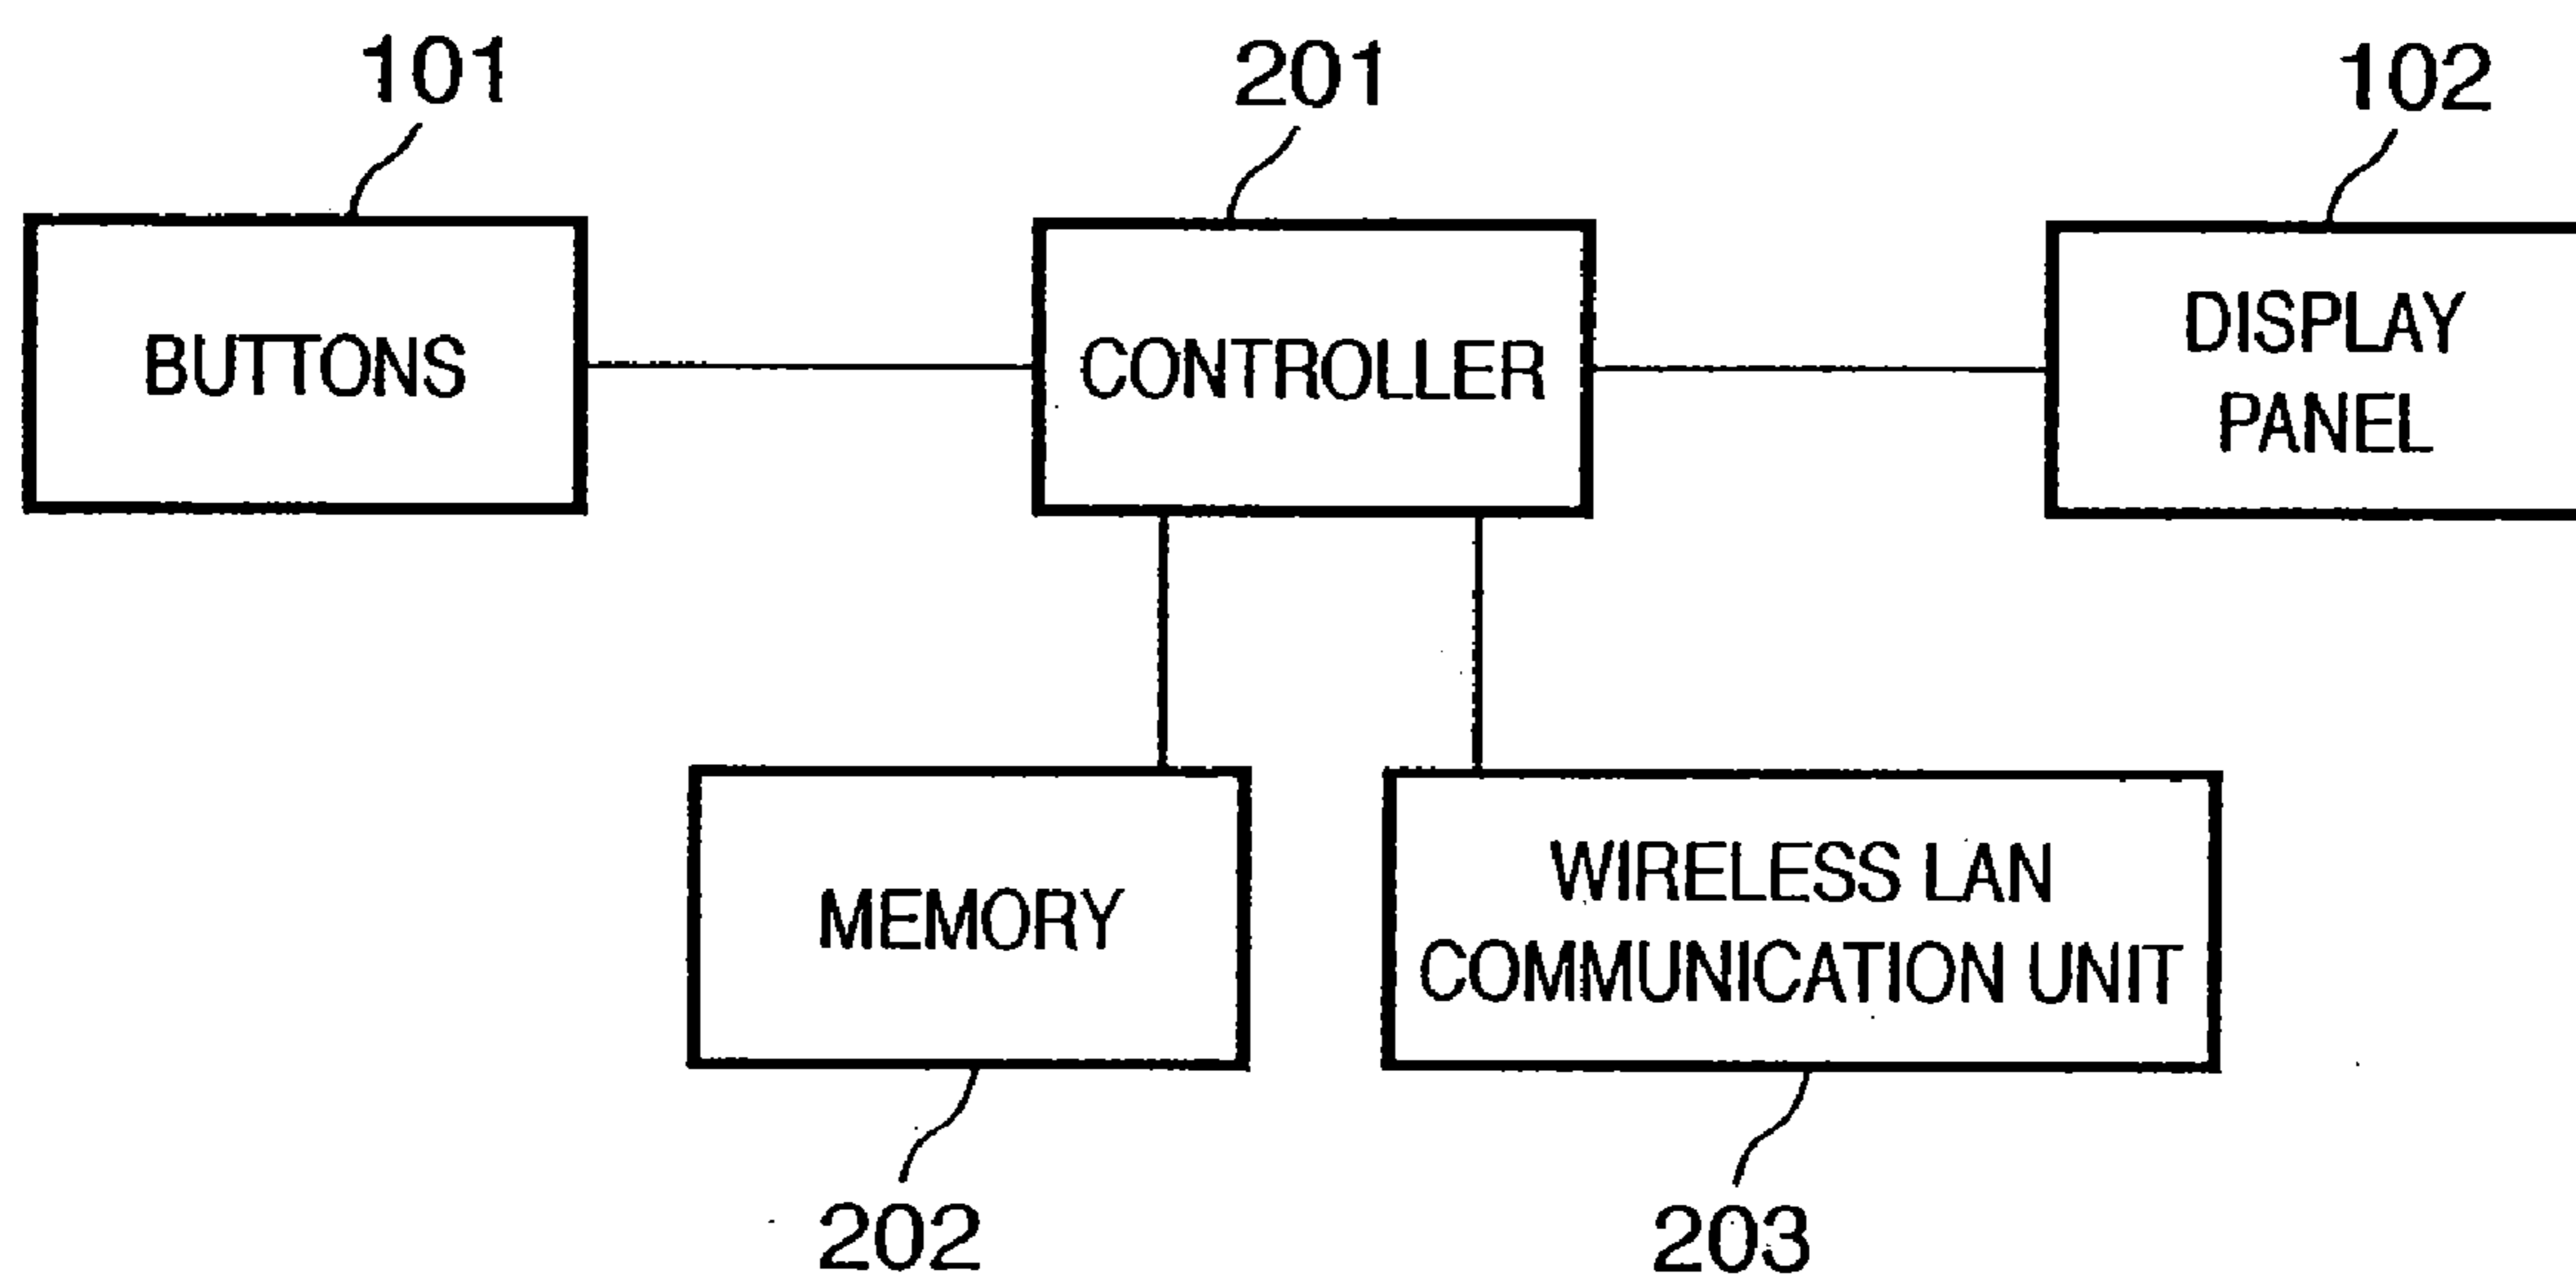 101
201
102
BUTTONS
CONTROLLER
DISPLAY
PANEL
MEMORY
WIRELESS LAN
COMMUNICATION UNIT
202
203